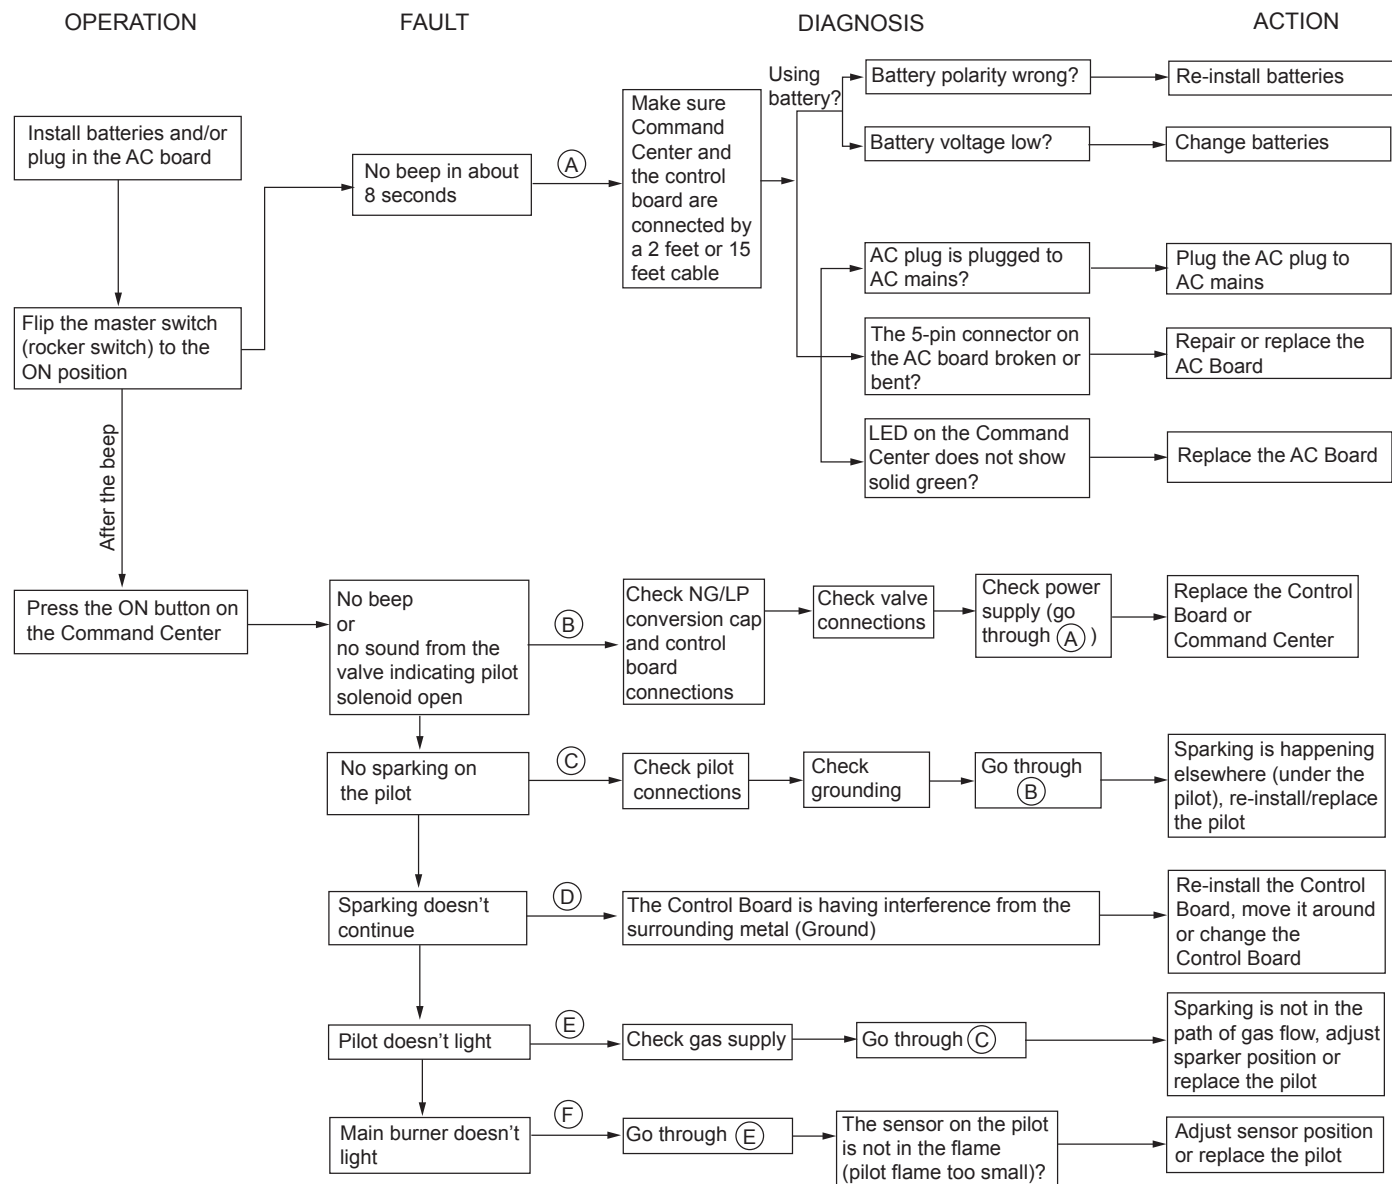 OPERATION
FAULT
DIAGNOSIS
ACTION
Install batteries and/or
plug in the AC board
Flip the master switch
(rocker switch) to the
ON position
No beep in about
8 seconds
A
Make sure
Command
Center and
the control
board are
connected by
a 2 feet or 15
feet cable
Using
battery?
Battery polarity wrong?
Re-install batteries
Battery voltage low?
Change batteries
AC plug is plugged to
AC mains?
Plug the AC plug to
AC mains
The 5-pin connector on
the AC board broken or
bent?
Repair or replace the
AC Board
LED on the Command
Center does not show
solid green?
Replace the AC Board
After the beep
Press the ON button on
the Command Center
No beep
or
no sound from the
valve indicating pilot
solenoid open
B
Check NG/LP
conversion cap
and control
board
connections
Check valve
connections
Check power
supply (go
through A )
Replace the Control
Board or
Command Center
No sparking on
the pilot
C
Check pilot
connections
Check
grounding
Go through
B
Sparking is happening
elsewhere (under the
pilot), re-install/replace
the pilot
Sparking doesn't
continue
D
The Control Board is having interference from the
surrounding metal (Ground)
Re-install the Control
Board, move it around
or change the
Control Board
Pilot doesn't light
E
Check gas supply
Go through C
Sparking is not in the
path of gas flow, adjust
sparker position or
replace the pilot
Main burner doesn't
light
F
Go through E
The sensor on the pilot
is not in the flame
(pilot flame too small)?
Adjust sensor position
or replace the pilot